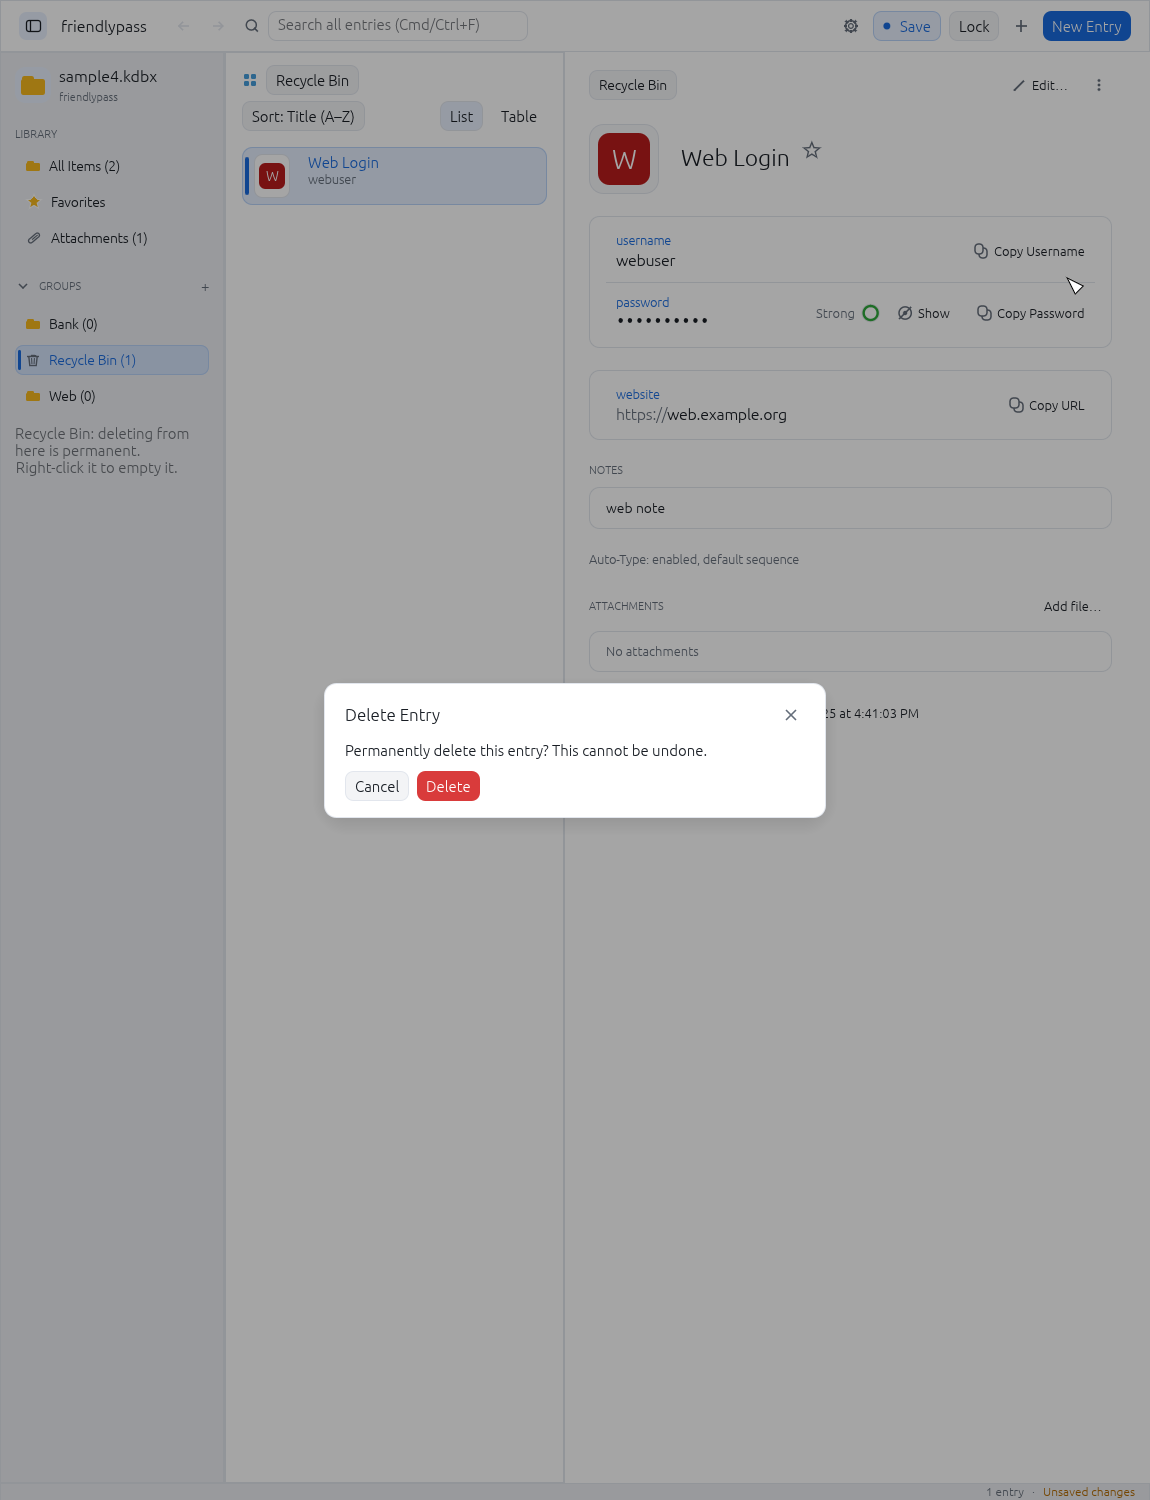 friendlypass
Search all entries (Cmd/Ctrl+F)
Save
Lock
New Entry
sample4.kdbx
friendlypass
LIBRARY
All Items (2)
Favorites
Attachments (1)
GROUPS
+
Bank (0)
Recycle Bin (1)
Web (0)
Recycle Bin: deleting from
here is permanent.
Right-click it to empty it.
Recycle Bin
Sort: Title (A–Z)
List
Table
W
Web Login
webuser
Recycle Bin
Edit...
W
Web Login
username
webuser
Copy Username
password
••••••••••
Strong
Show
Copy Password
website
https://web.example.org
Copy URL
NOTES
web note
Auto-Type: enabled, default sequence
ATTACHMENTS
Add file...
No attachments
25 at 4:41:03 PM
Delete Entry
Permanently delete this entry? This cannot be undone.
Cancel
Delete
1 entry · Unsaved changes